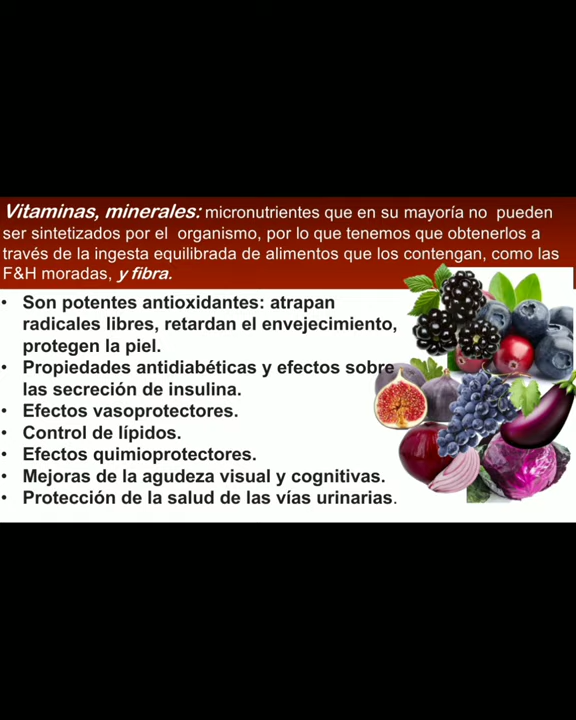 Vitaminas, minerales: micronutrientes que en su mayoría no pueden
ser sintetizados por el organismo, por lo que tenemos que obtenerlos a
través de la ingesta equilibrada de alimentos que los contengan, como las
F&H moradas, y fibra.
• Son potentes antioxidantes: atrapan
radicales libres, retardan el envejecimiento,
protegen la piel.
• Propiedades antidiabéticas y efectos sobre
las secreción de insulina.
• Efectos vasoprotectores.
• Control de lípidos.
• Efectos quimioprotectores.
• Mejoras de la agudeza visual y cognitivas.
• Protección de la salud de las vías urinarias.